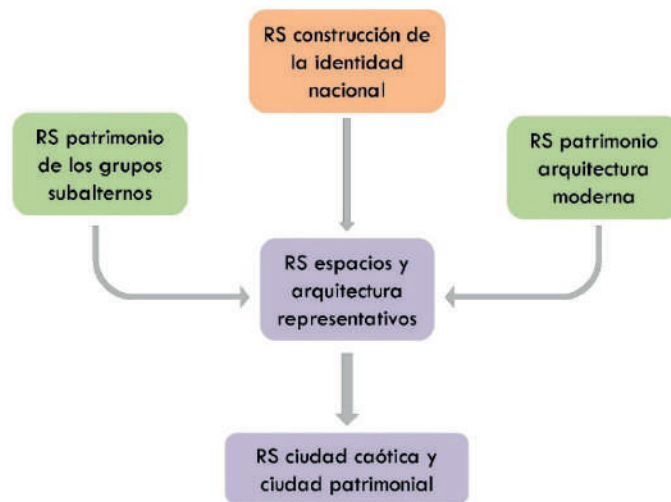 RS construcción de
la identidad
nacional
RS patrimonio
de los grupos
subalternos
RS patrimonio
arquitectura
moderna
RS espacios y
arquitectura
representativos
RS ciudad caótica y
ciudad patrimonial